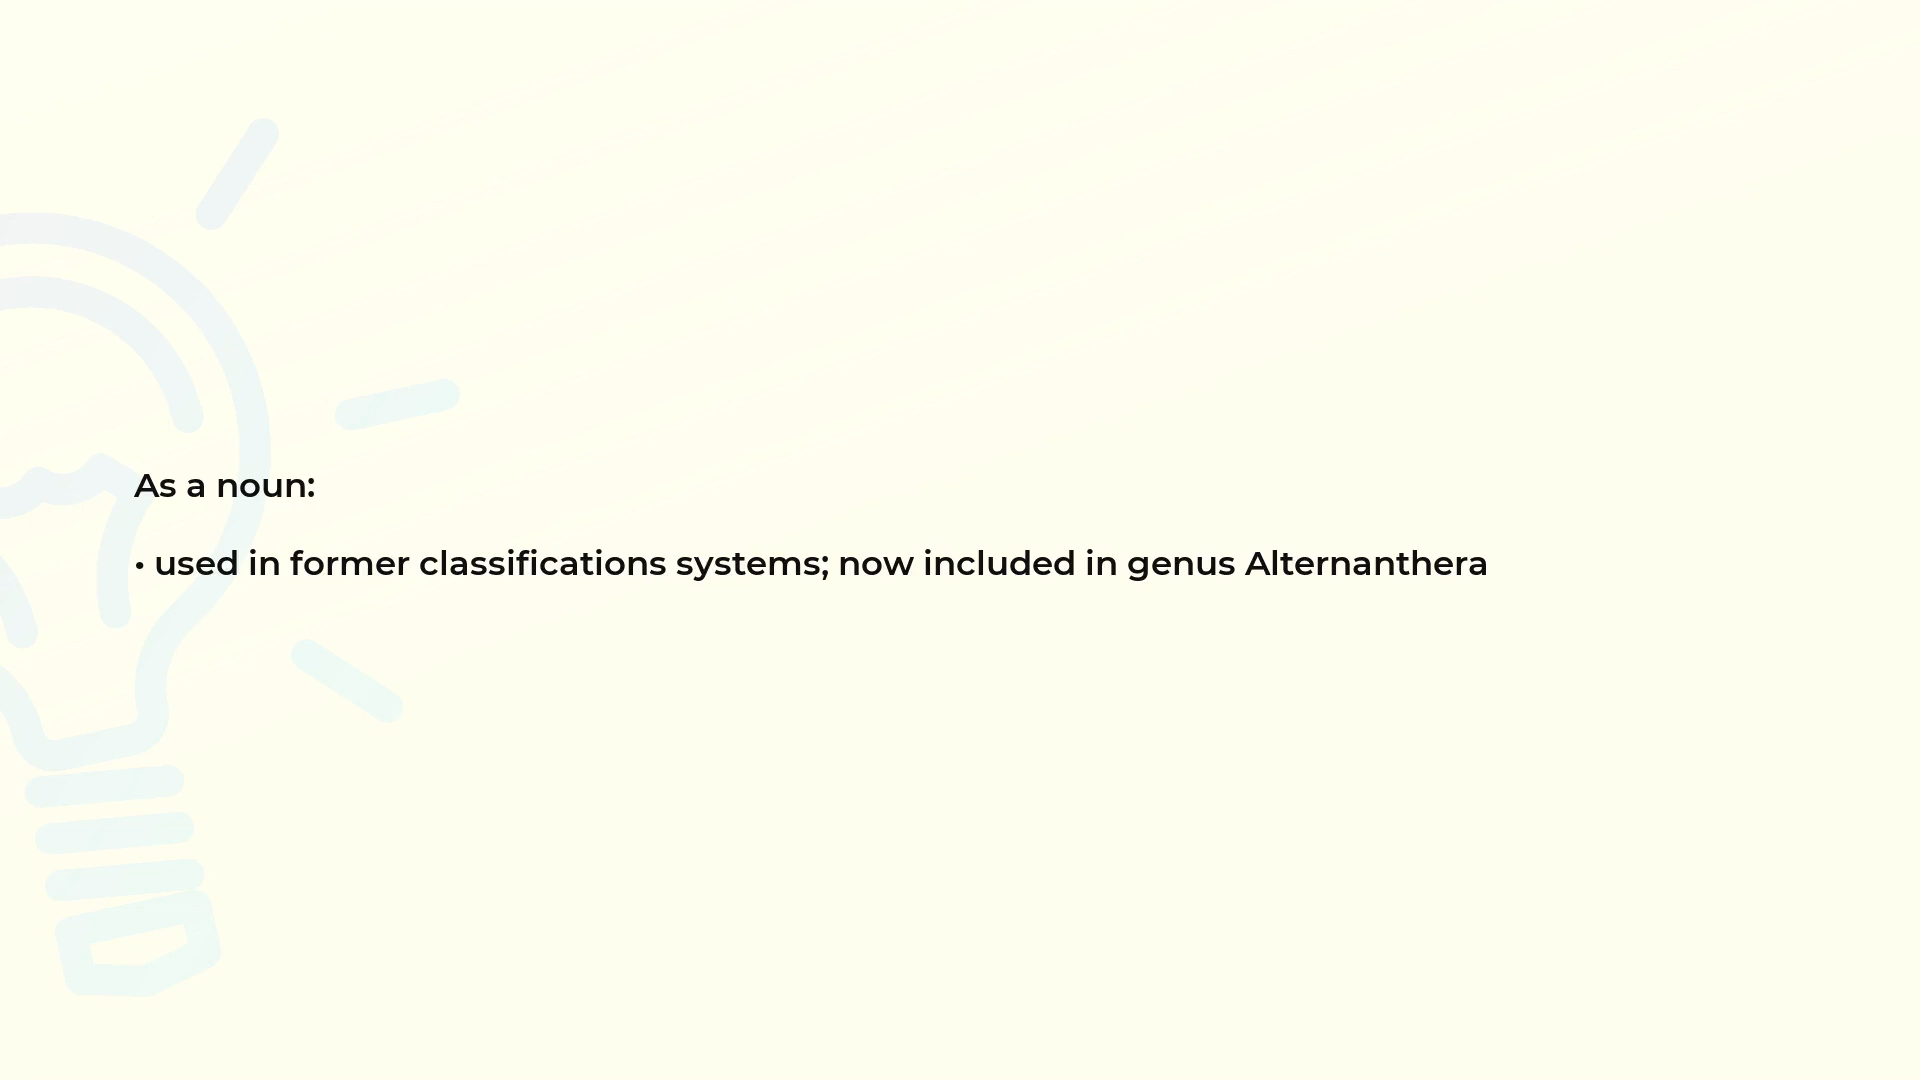 As a noun:
• used in former classifications systems; now included in genus Alternanthera